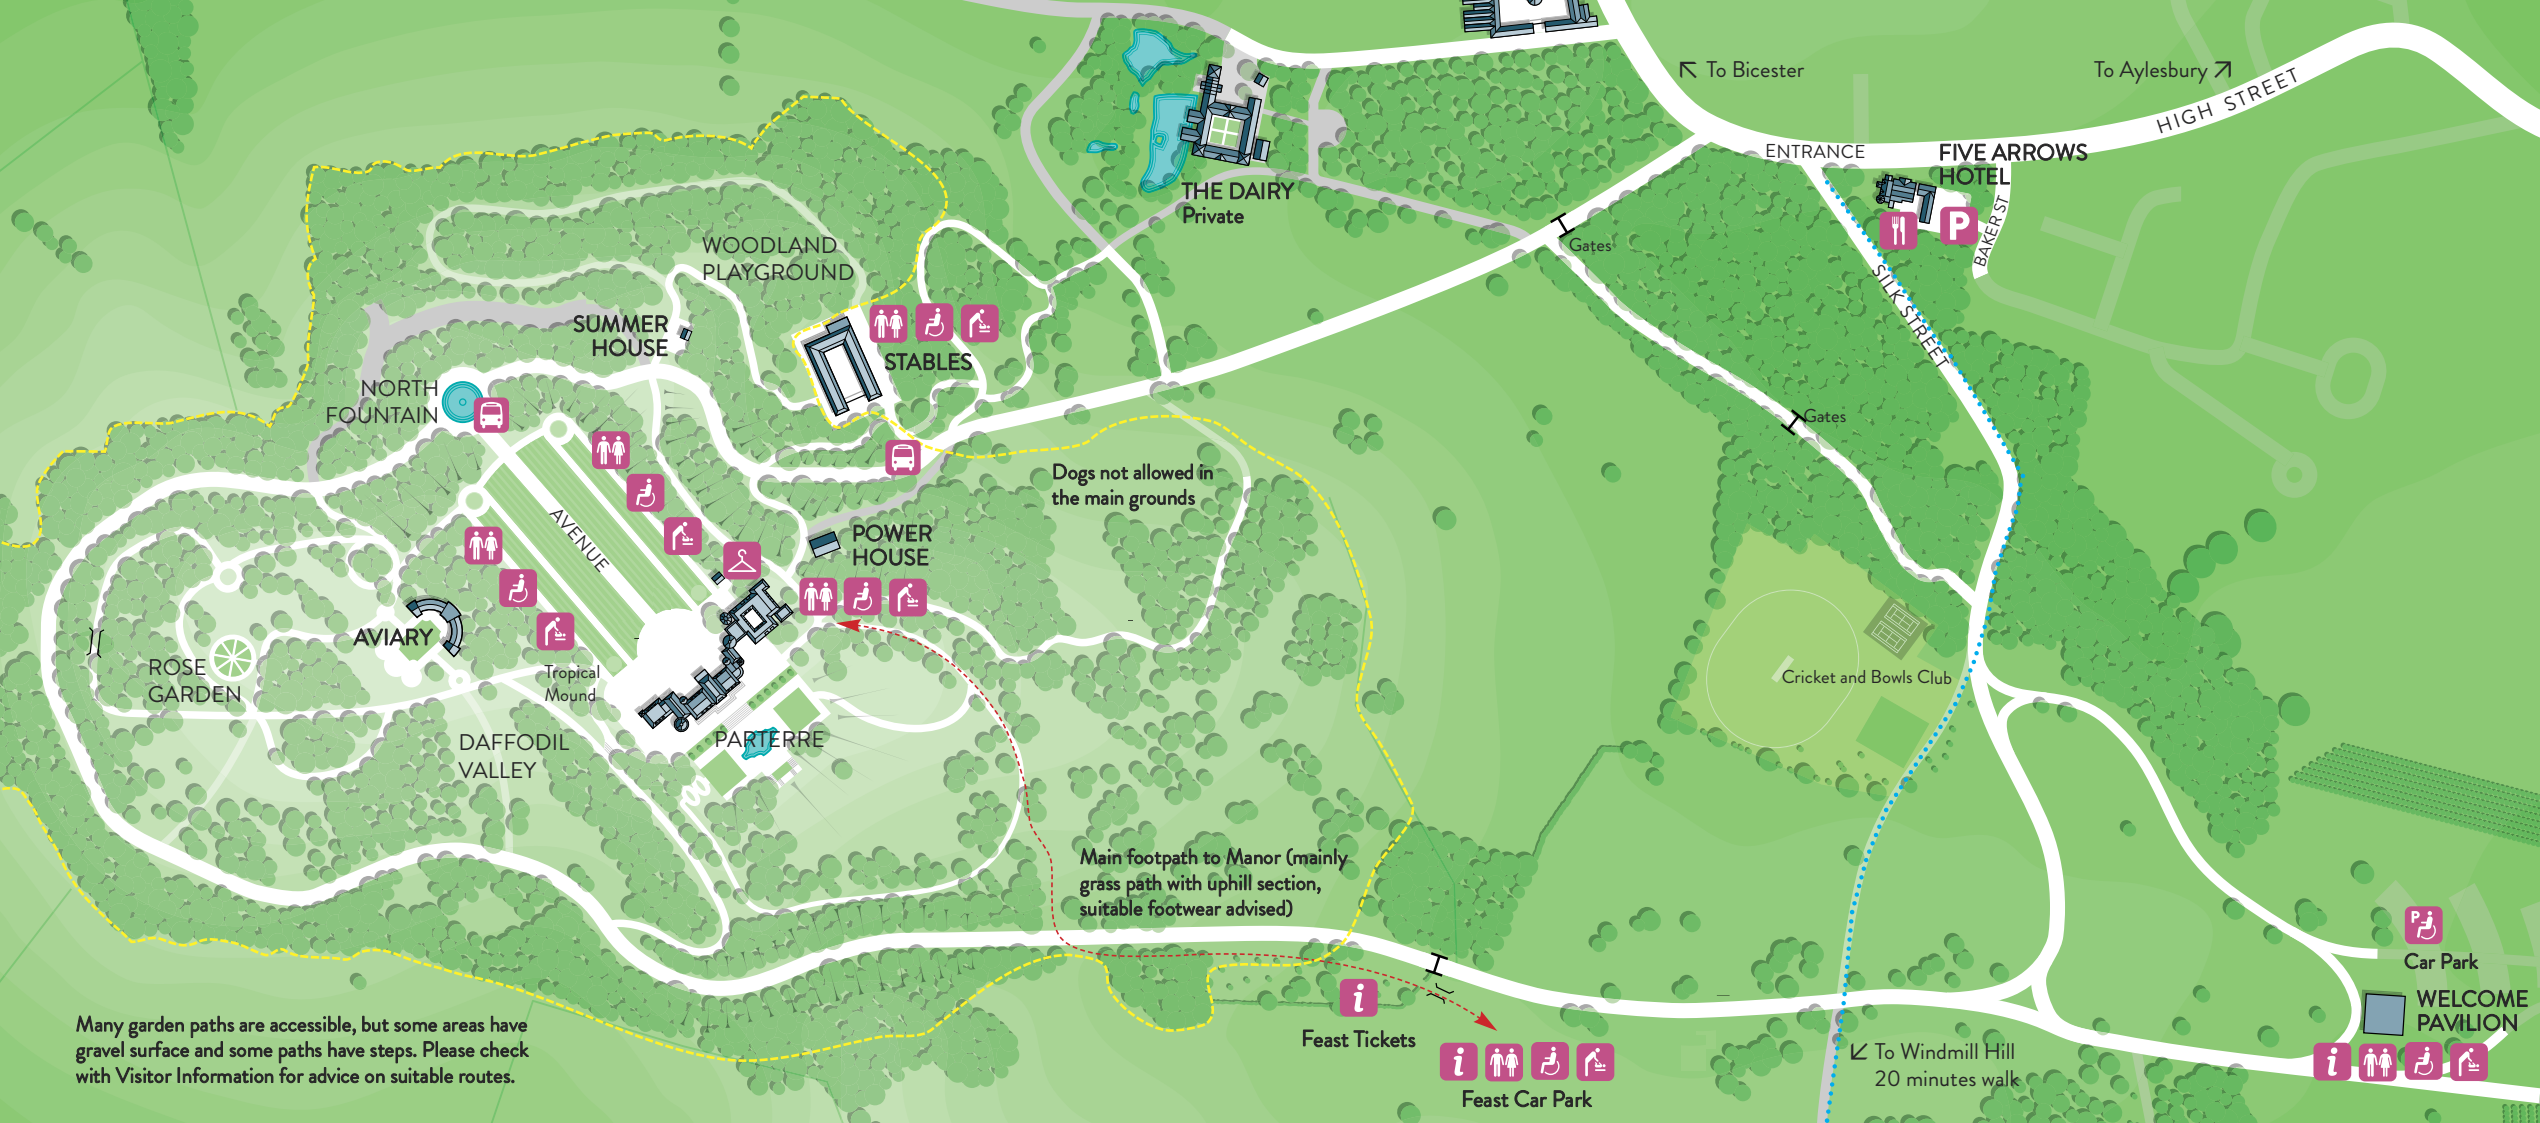 To Bicester
To Aylesbury
HIGH STREET
ENTRANCE
FIVE ARROWS
HOTEL
P
BAKER ST
SILK STREET
THE DAIRY
Private
Gates
Gates
WOODLAND
PLAYGROUND
SUMMER
HOUSE
STABLES
NORTH
FOUNTAIN
Dogs not allowed in
the main grounds
AVENUE
POWER
HOUSE
AVIARY
ROSE
GARDEN
Tropical
Mound
PARTERRE
DAFFODIL
VALLEY
Cricket and Bowls Club
Main footpath to Manor (mainly
grass path with uphill section,
suitable footwear advised)
P
Car Park
WELCOME
PAVILION
i
i
Feast Tickets
i
Feast Car Park
To Windmill Hill
20 minutes walk
Many garden paths are accessible, but some areas have
gravel surface and some paths have steps. Please check
with Visitor Information for advice on suitable routes.